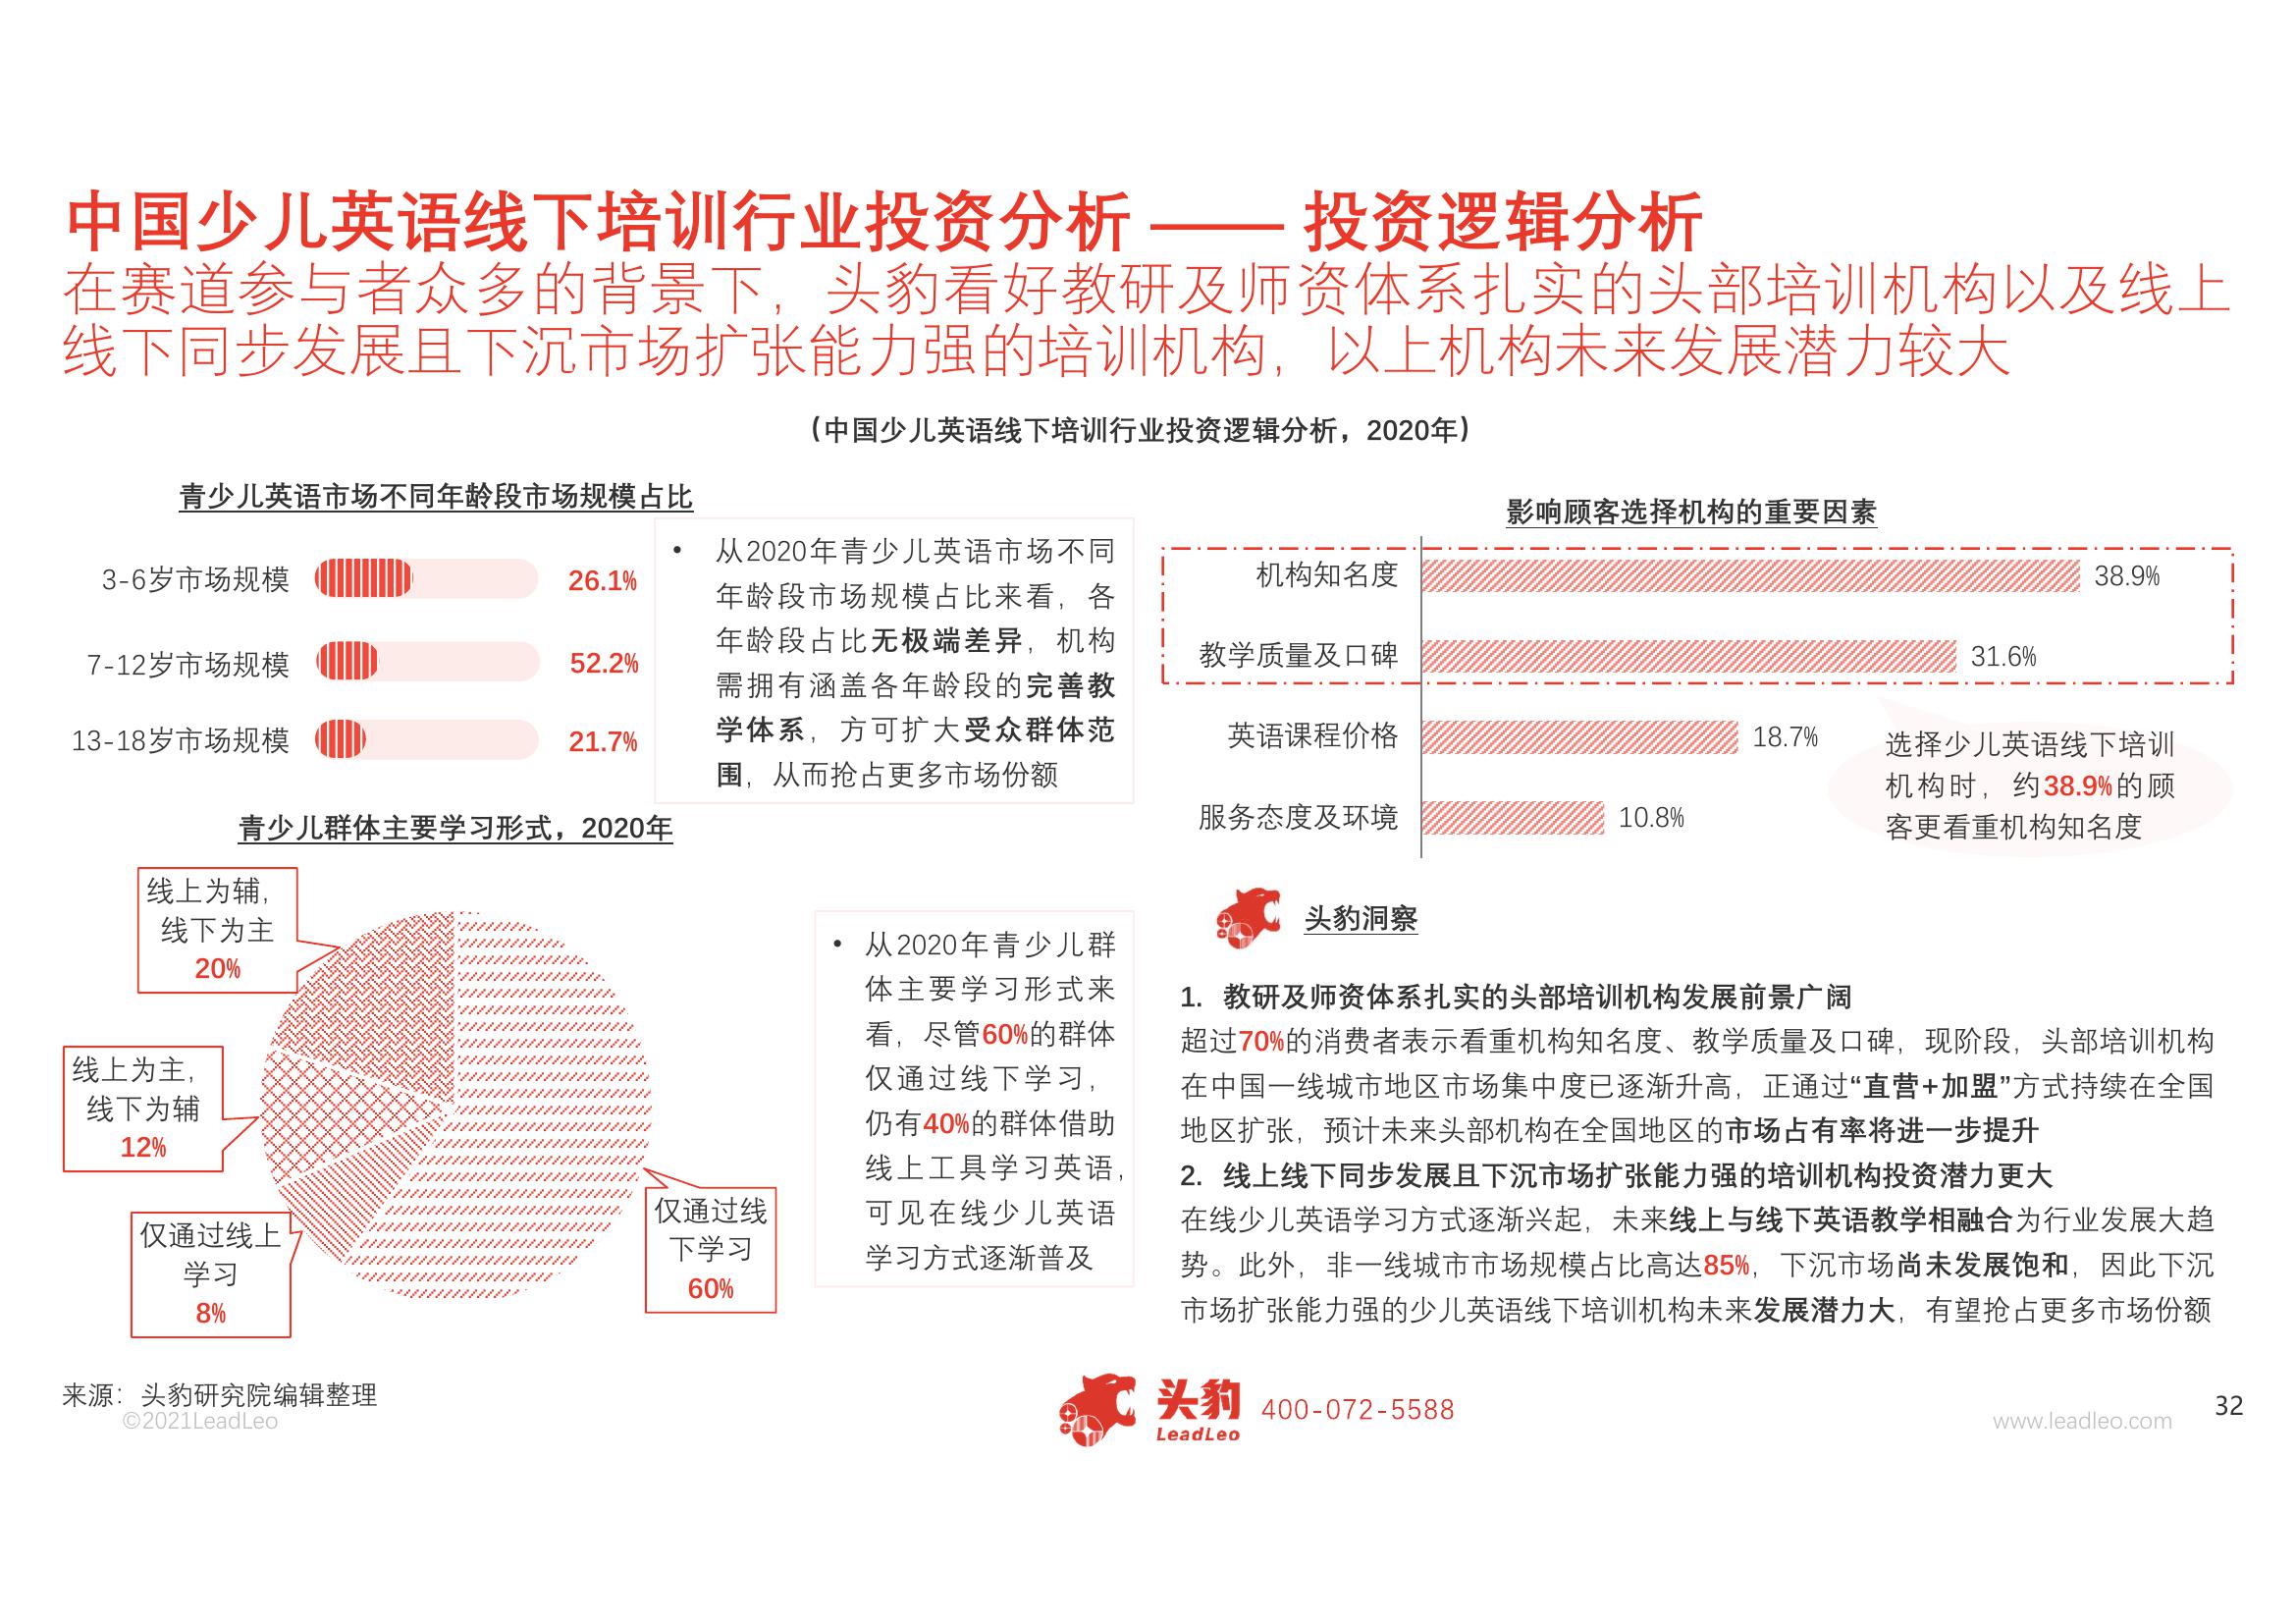 中国少儿英语线下培训行业投资分析 —— 投资逻辑分析
在赛道参与者众多的背景下，头豹看好教研及师资体系扎实的头部培训机构以及线上
线下同步发展且下沉市场扩张能力强的培训机构，以上机构未来发展潜力较大
（中国少儿英语线下培训行业投资逻辑分析，2020年）
青少儿英语市场不同年龄段市场规模占比
3-6岁市场规模 26.1%
7-12岁市场规模 52.2%
13-18岁市场规模 21.7%
• 从2020年青少儿英语市场不同
年龄段市场规模占比来看，各
年龄段占比无极端差异，机构
需拥有涵盖各年龄段的完善教
学体系，方可扩大受众群体范
围，从而抢占更多市场份额
青少儿群体主要学习形式，2020年
线上为辅，
线下为主
20%
线上为主，
线下为辅
12%
仅通过线上
学习
8%
仅通过线
下学习
60%
• 从2020年青少儿群
体主要学习形式来
看，尽管60%的群体
仅通过线下学习，
仍有40%的群体借助
线上工具学习英语，
可见在线少儿英语
学习方式逐渐普及
影响顾客选择机构的重要因素
机构知名度 38.9%
教学质量及口碑 31.6%
英语课程价格 18.7%
服务态度及环境 10.8%
选择少儿英语线下培训
机构时，约38.9%的顾
客更看重机构知名度
头豹洞察
1. 教研及师资体系扎实的头部培训机构发展前景广阔
超过70%的消费者表示看重机构知名度、教学质量及口碑，现阶段，头部培训机构
在中国一线城市地区市场集中度已逐渐升高，正通过“直营+加盟”方式持续在全国
地区扩张，预计未来头部机构在全国地区的市场占有率将进一步提升
2. 线上线下同步发展且下沉市场扩张能力强的培训机构投资潜力更大
在线少儿英语学习方式逐渐兴起，未来线上与线下英语教学相融合为行业发展大趋
势。此外，非一线城市市场规模占比高达85%，下沉市场尚未发展饱和，因此下沉
市场扩张能力强的少儿英语线下培训机构未来发展潜力大，有望抢占更多市场份额
来源：头豹研究院编辑整理
©2021LeadLeo
头豹
LeadLeo
400-072-5588
www.leadleo.com
32